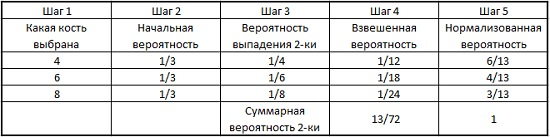 Шаг 1 Шаг 2 Шаг 3 Шаг 4 Шаг 5
Какая кость Начальная Вероятность Взвешенная Нормализованная
выбрана вероятность выпадения 2-ки вероятность вероятность
4 1/3 1/4 1/12 6/13
6 1/3 1/6 1/18 4/13
8 1/3 1/8 1/24 3/13
Суммарная 13/72 1
вероятность 2-ки